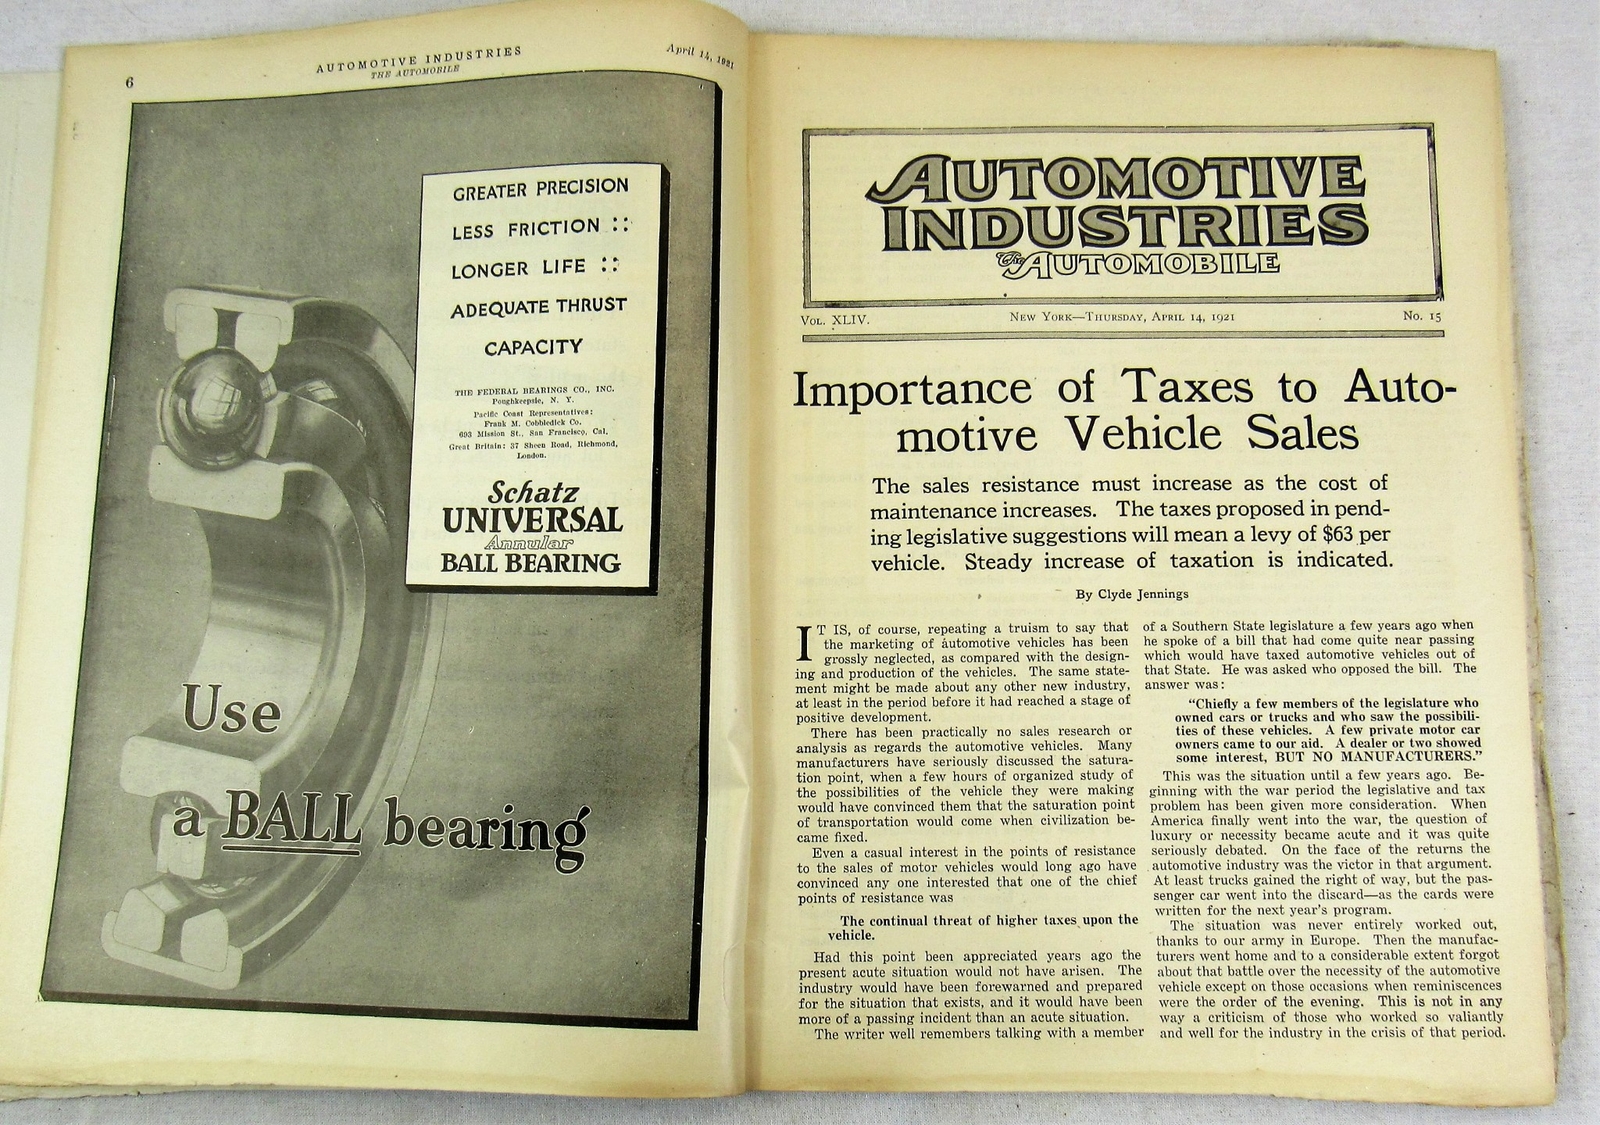 6
AUTOMOTIVE INDUSTRIES
THE AUTOMOBILE
April 14, 1921
GREATER PRECISION
LESS FRICTION ::
LONGER LIFE ::
ADEQUATE THRUST
CAPACITY
THE FEDERAL BEARINGS CO., INC.
Poughkeepsie, N. Y.
Pacific Coast Representatives:
Frank M. Cobbledick Co.
693 Mission St., San Francisco, Cal.
Great Britain: 37 Sheen Road, Richmond,
London.
Schatz
UNIVERSAL
Annular
BALL BEARING
Use
a BALL bearing
AUTOMOTIVE
INDUSTRIES
The AUTOMOBILE
VOL. XLIV.
NEW YORK—THURSDAY, APRIL 14, 1921
No. 15
Importance of Taxes to Auto-
motive Vehicle Sales
The sales resistance must increase as the cost of
maintenance increases. The taxes proposed in pend-
ing legislative suggestions will mean a levy of $63 per
vehicle. Steady increase of taxation is indicated.
By Clyde Jennings
IT IS, of course, repeating a truism to say that
the marketing of automotive vehicles has been
grossly neglected, as compared with the design-
ing and production of the vehicles. The same state-
ment might be made about any other new industry,
at least in the period before it had reached a stage of
positive development.
There has been practically no sales research or
analysis as regards the automotive vehicles. Many
manufacturers have seriously discussed the satura-
tion point, when a few hours of organized study of
the possibilities of the vehicle they were making
would have convinced them that the saturation point
of transportation would come when civilization be-
came fixed.
Even a casual interest in the points of resistance
to the sales of motor vehicles would long ago have
convinced any one interested that one of the chief
points of resistance was
The continual threat of higher taxes upon the
vehicle.
Had this point been appreciated years ago the
present acute situation would not have arisen. The
industry would have been forewarned and prepared
for the situation that exists, and it would have been
more of a passing incident than an acute situation.
The writer well remembers talking with a member
of a Southern State legislature a few years ago when
he spoke of a bill that had come quite near passing
which would have taxed automotive vehicles out of
that State. He was asked who opposed the bill. The
answer was:
"Chiefly a few members of the legislature who
owned cars or trucks and who saw the possibili-
ties of these vehicles. A few private motor car
owners came to our aid. A dealer or two showed
some interest, BUT NO MANUFACTURERS."
This was the situation until a few years ago. Be-
ginning with the war period the legislative and tax
problem has been given more consideration. When
America finally went into the war, the question of
luxury or necessity became acute and it was quite
seriously debated. On the face of the returns the
automotive industry was the victor in that argument.
At least trucks gained the right of way, but the pas-
senger car went into the discard—as the cards were
written for the next year's program.
The situation was never entirely worked out,
thanks to our army in Europe. Then the manufac-
turers went home and to a considerable extent forgot
about that battle over the necessity of the automotive
vehicle except on those occasions when reminiscences
were the order of the evening. This is not in any
way a criticism of those who worked so valiantly
and well for the industry in the crisis of that period.